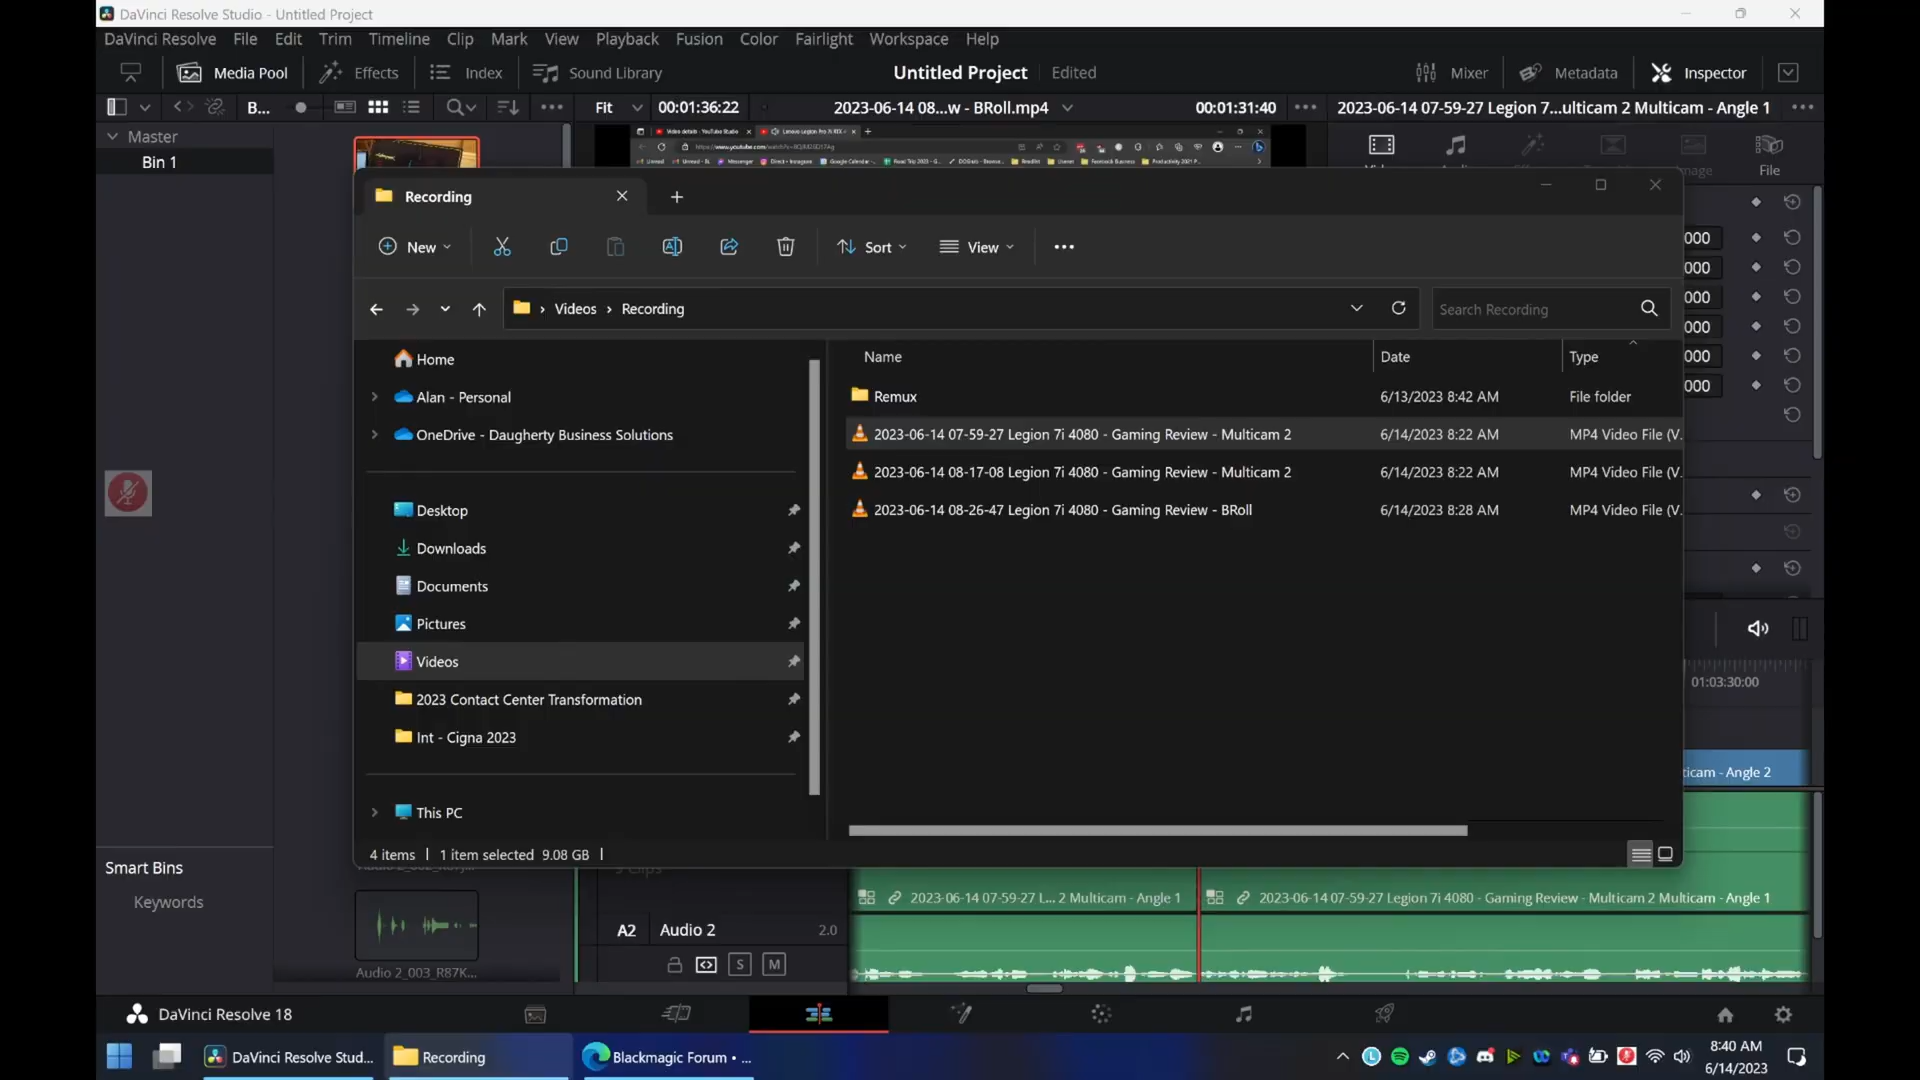 DaVinci Resolve Studio - Untitled Project
DaVinci Resolve File Edit Trim Timeline Clip Mark View Playback Fusion Color Fairlight Workspace Help
Media Pool Effects Index Sound Library Untitled Project Edited Mixer Metadata Inspector
B... Fit 00:01:36:22 2023-06-14 08...w - BRoll.mp4 00:01:31:40 2023-06-14 07-59-27 Legion 7...ulticam 2 Multicam - Angle 1
Master
Bin 1
File
Recording
New Sort View
Videos Recording Search Recording
Name Date Type
Home
Alan - Personal
OneDrive - Daugherty Business Solutions
Desktop
Downloads
Documents
Pictures
Videos
2023 Contact Center Transformation
Int - Cigna 2023
This PC
Remux 6/13/2023 8:42 AM File folder
2023-06-14 07-59-27 Legion 7i 4080 - Gaming Review - Multicam 2 6/14/2023 8:22 AM MP4 Video File (V.
2023-06-14 08-17-08 Legion 7i 4080 - Gaming Review - Multicam 2 6/14/2023 8:22 AM MP4 Video File (V.
2023-06-14 08-26-47 Legion 7i 4080 - Gaming Review - BRoll 6/14/2023 8:28 AM MP4 Video File (V.
000
000
000
000
000
000
01:03:30:00
ticam - Angle 2
4 items 1 item selected 9.08 GB
Smart Bins
Keywords
2023-06-14 07-59-27 L... 2 Multicam - Angle 1 2023-06-14 07-59-27 Legion 7i 4080 - Gaming Review - Multicam 2 Multicam - Angle 1
A2 Audio 2 2.0
S M
Audio 2_003_R87K...
DaVinci Resolve 18
DaVinci Resolve Stud... Recording Blackmagic Forum • ...
8:40 AM
6/14/2023